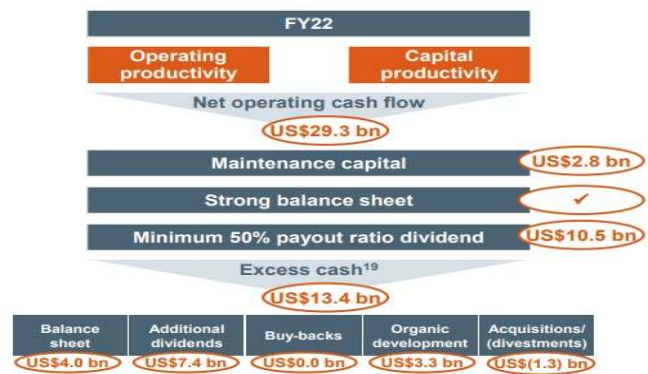 FY22
Operating
productivity
Capital
productivity
Net operating cash flow
US$29.3 bn
Maintenance capital
US$2.8 bn
Strong balance sheet
✓
Minimum 50% payout ratio dividend
US$10.5 bn
Excess cash¹⁹
US$13.4 bn
Balance
sheet
Additional
dividends
Buy-backs
Organic
development
Acquisitions/
(divestments)
US$4.0 bn
US$7.4 bn
US$0.0 bn
US$3.3 bn
US$(1.3) bn